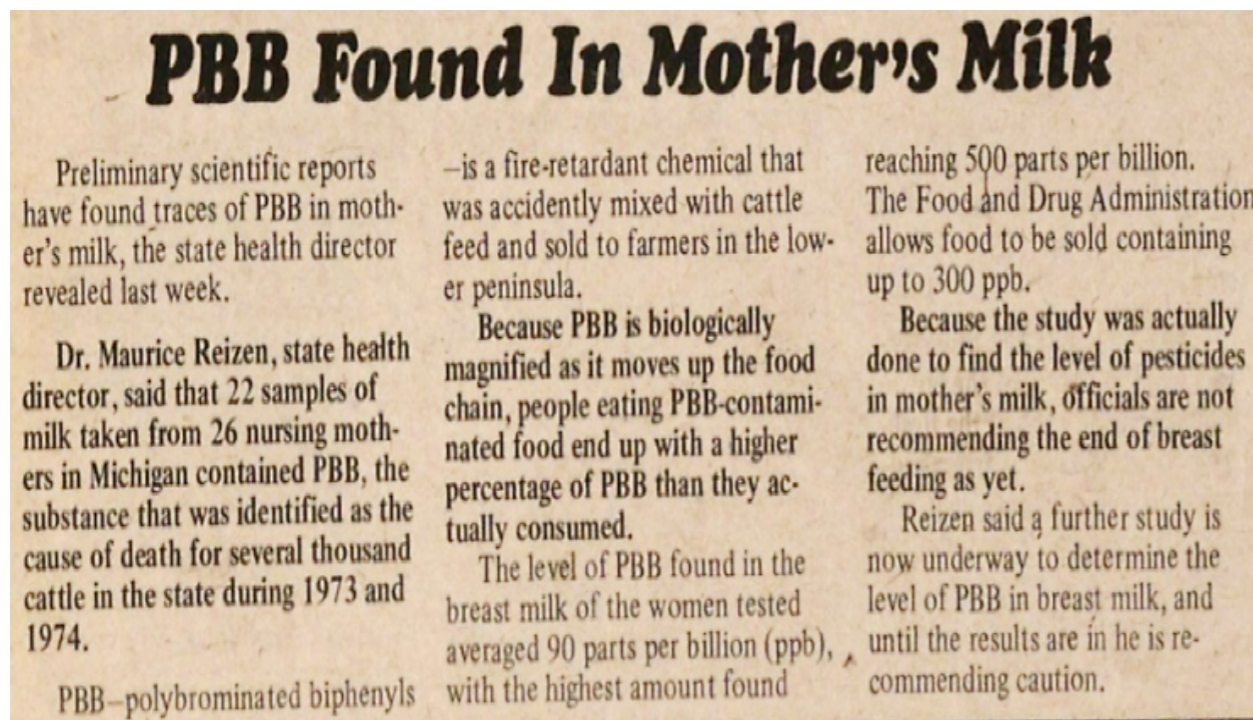 PBB Found In Mother's Milk
Preliminary scientific reports
have found traces of PBB in moth-
er's milk, the state health director
revealed last week.
Dr. Maurice Reizen, state health
director, said that 22 samples of
milk taken from 26 nursing moth-
ers in Michigan contained PBB, the
substance that was identified as the
cause of death for several thousand
cattle in the state during 1973 and
1974.
PBB—polybrominated biphenyls
—is a fire-retardant chemical that
was accidently mixed with cattle
feed and sold to farmers in the low-
er peninsula.
Because PBB is biologically
magnified as it moves up the food
chain, people eating PBB-contami-
nated food end up with a higher
percentage of PBB than they ac-
tually consumed.
The level of PBB found in the
breast milk of the women tested
averaged 90 parts per billion (ppb),
with the highest amount found
reaching 500 parts per billion.
The Food and Drug Administration
allows food to be sold containing
up to 300 ppb.
Because the study was actually
done to find the level of pesticides
in mother's milk, officials are not
recommending the end of breast
feeding as yet.
Reizen said a further study is
now underway to determine the
level of PBB in breast milk, and
until the results are in he is re-
commending caution.